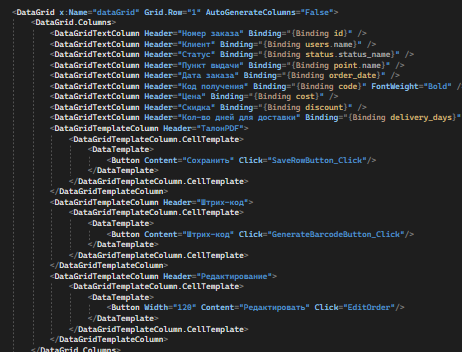 <DataGrid x:Name="dataGrid" Grid.Row="1" AutoGenerateColumns="False">
<DataGrid.Columns>
<DataGridTextColumn Header="Номер заказа" Binding="{Binding id}" />
<DataGridTextColumn Header="Клиент" Binding="{Binding users.name}" />
<DataGridTextColumn Header="Статус" Binding="{Binding status.status_name}" />
<DataGridTextColumn Header="Пункт выдачи" Binding="{Binding point.name}" />
<DataGridTextColumn Header="Дата заказа" Binding="{Binding order_date}" />
<DataGridTextColumn Header="Код получения" Binding="{Binding code}" FontWeight="Bold" /
<DataGridTextColumn Header="Цена" Binding="{Binding cost}" />
<DataGridTextColumn Header="Скидка" Binding="{Binding discount}" />
<DataGridTextColumn Header="Кол-во дней для доставки" Binding="{Binding delivery_days}"
<DataGridTemplateColumn Header="ТалонPDF">
<DataGridTemplateColumn.CellTemplate>
<DataTemplate>
<Button Content="Сохранить" Click="SaveRowButton_Click"/>
</DataTemplate>
</DataGridTemplateColumn.CellTemplate>
</DataGridTemplateColumn>
<DataGridTemplateColumn Header="Штрих-код">
<DataGridTemplateColumn.CellTemplate>
<DataTemplate>
<Button Content="Штрих-код" Click="GenerateBarcodeButton_Click"/>
</DataTemplate>
</DataGridTemplateColumn.CellTemplate>
</DataGridTemplateColumn>
<DataGridTemplateColumn Header="Редактирование">
<DataGridTemplateColumn.CellTemplate>
<DataTemplate>
<Button Width="120" Content="Редактировать" Click="EditOrder"/>
</DataTemplate>
</DataGridTemplateColumn.CellTemplate>
</DataGridTemplateColumn>
</DataGrid.Columns>